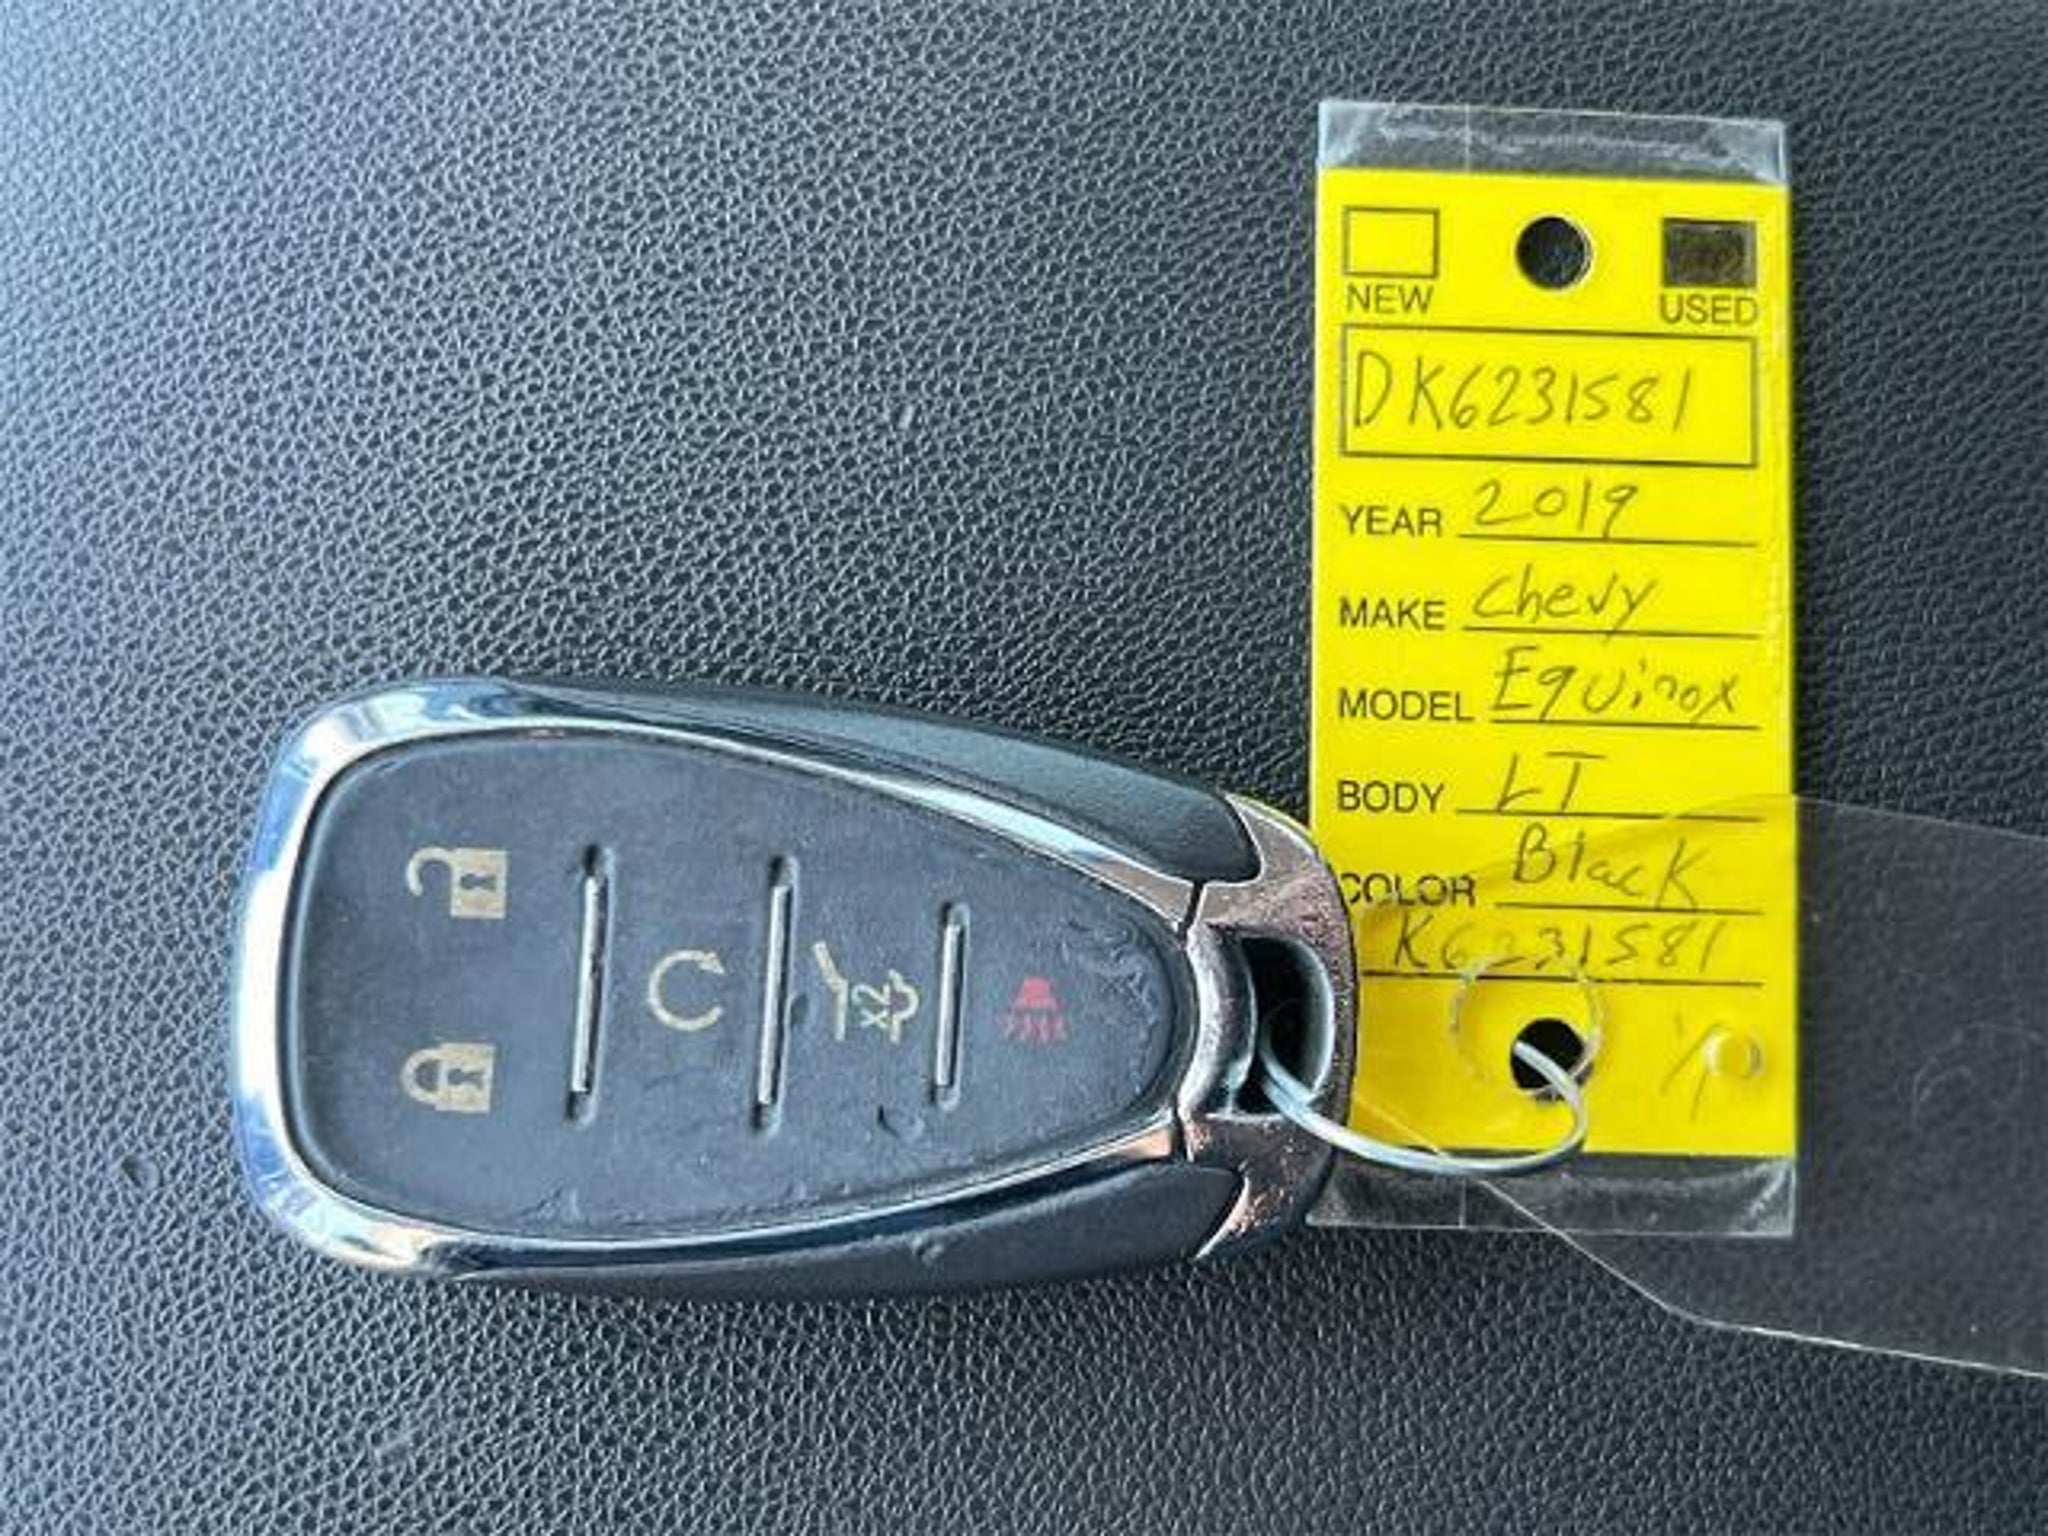 NEW USED
DK6231581
YEAR 2019
MAKE Chevy
MODEL Equinox
BODY LT
COLOR Black
K6231581